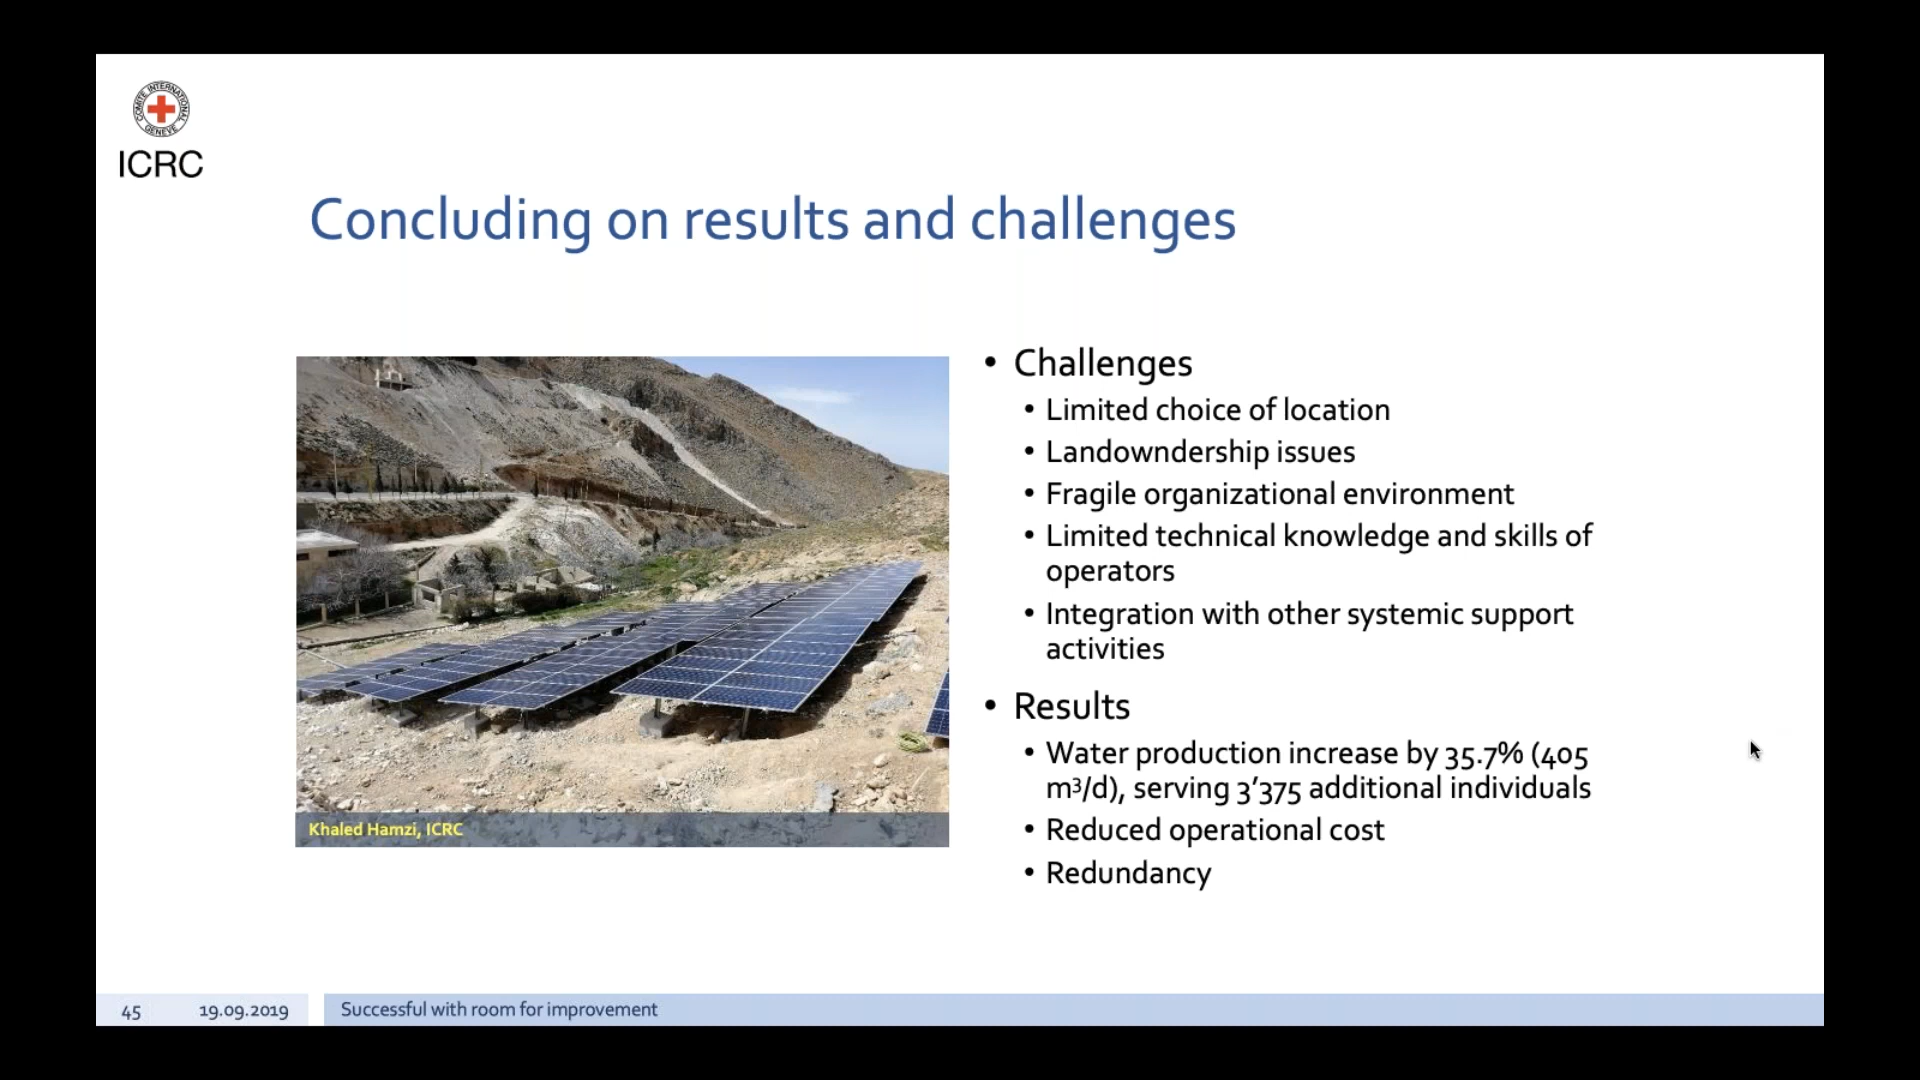 COMITE INTERNATIONAL
GENEVE
ICRC
Concluding on results and challenges
• Challenges
• Limited choice of location
• Landowndership issues
• Fragile organizational environment
• Limited technical knowledge and skills of
operators
• Integration with other systemic support
activities
• Results
• Water production increase by 35.7% (405
m³/d), serving 3’375 additional individuals
• Reduced operational cost
• Redundancy
Khaled Hamzi, ICRC
45 19.09.2019 Successful with room for improvement